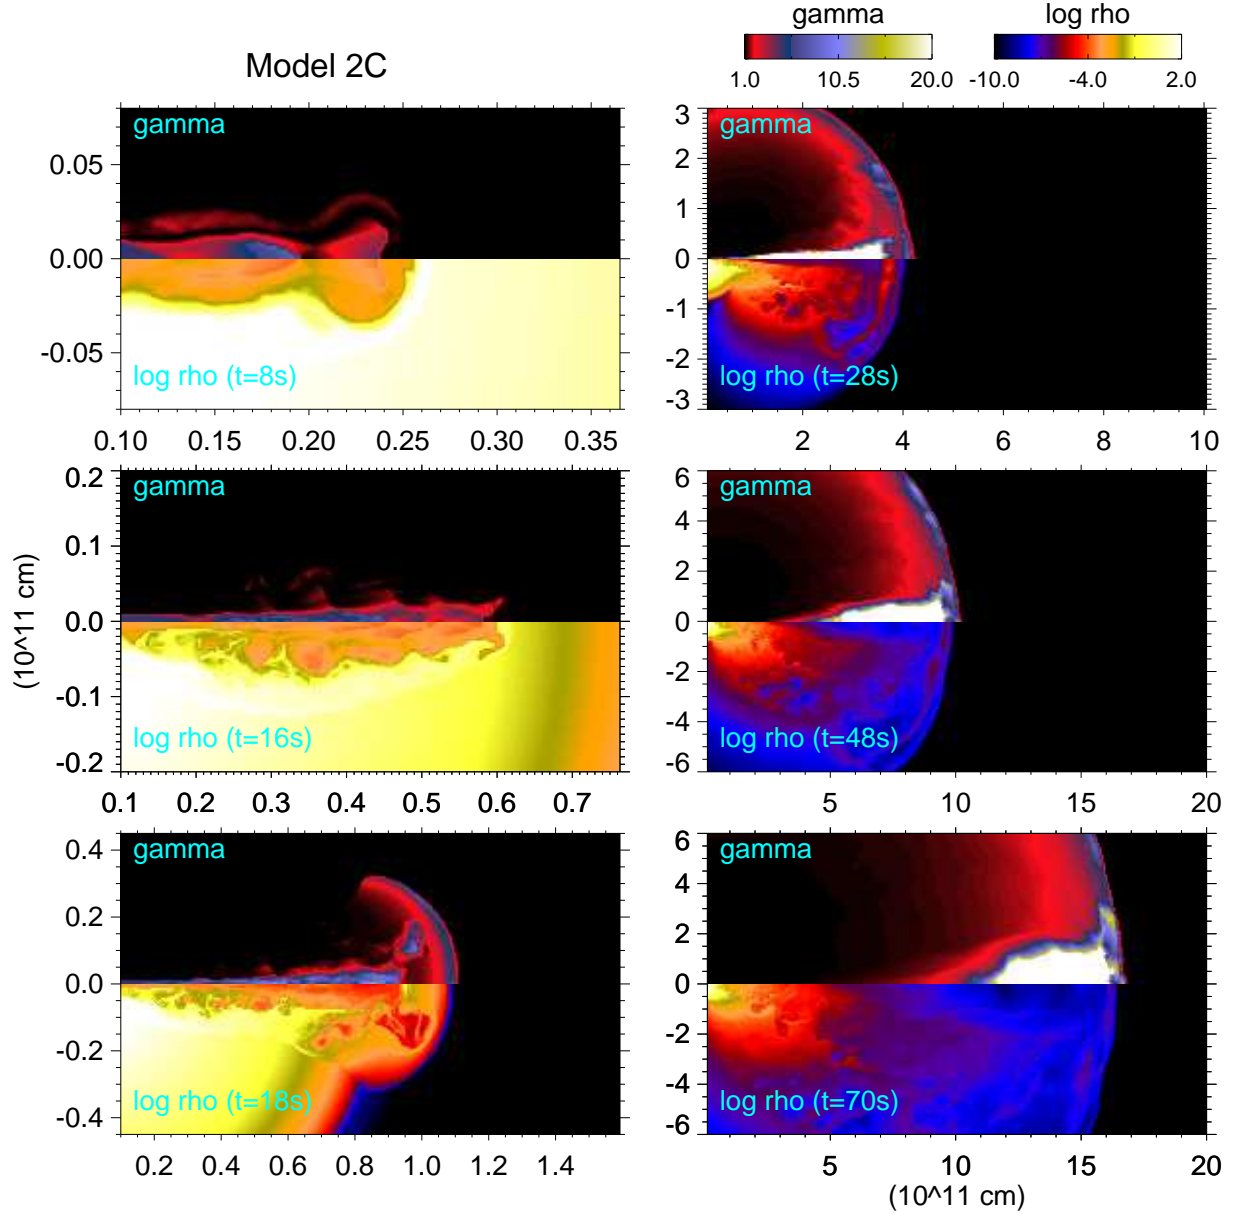 gamma log rho
Model 2C
1.0 10.5 20.0 -10.0 -4.0 2.0
gamma
0.05
0.00
-0.05
log rho (t=8s)
0.10 0.15 0.20 0.25 0.30 0.35
gamma
3
2
1
0
-1
-2
-3
log rho (t=28s)
2 4 6 8 10
gamma
0.2
0.1
0.0
-0.1
-0.2
(10^11 cm)
log rho (t=16s)
0.1 0.2 0.3 0.4 0.5 0.6 0.7
gamma
6
4
2
0
-2
-4
-6
log rho (t=48s)
5 10 15 20
gamma
0.4
0.2
0.0
-0.2
-0.4
log rho (t=18s)
0.2 0.4 0.6 0.8 1.0 1.2 1.4
gamma
6
4
2
0
-2
-4
-6
log rho (t=70s)
5 10 15 20
(10^11 cm)